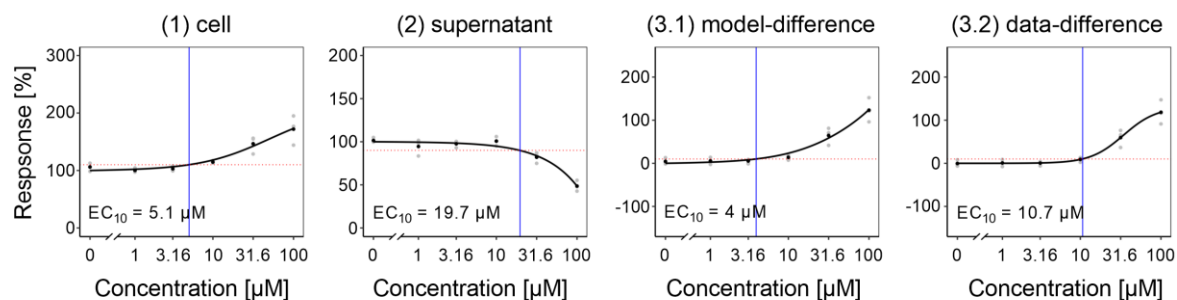 (1) cell (2) supernatant (3.1) model-difference (3.2) data-difference
Response [%]
300
200
100
0
EC10 = 5.1 µM
0 1 3.16 10 31.6 100
Concentration [µM]
200
150
100
50
0
EC10 = 19.7 µM
0 1 3.16 10 31.6 100
Concentration [µM]
200
100
0
-100
EC10 = 4 µM
0 1 3.16 10 31.6 100
Concentration [µM]
200
100
0
-100
EC10 = 10.7 µM
0 1 3.16 10 31.6 100
Concentration [µM]